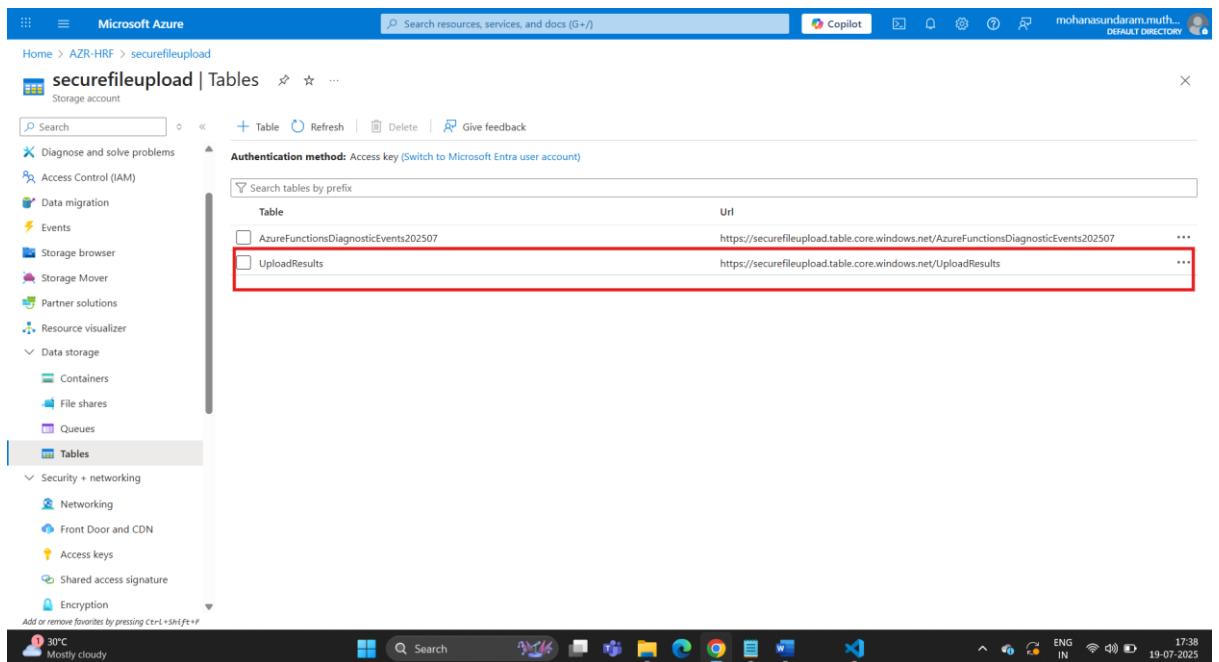 Microsoft Azure
Search resources, services, and docs (G+/)
Copilot
mohanasundaram.muth...
DEFAULT DIRECTORY
Home > AZR-HRF > securefileupload
securefileupload | Tables
Storage account
Search
Table
Refresh
Delete
Give feedback
Diagnose and solve problems
Access Control (IAM)
Data migration
Events
Storage browser
Storage Mover
Partner solutions
Resource visualizer
Data storage
Containers
File shares
Queues
Tables
Security + networking
Networking
Front Door and CDN
Access keys
Shared access signature
Encryption
Add or remove favorites by pressing Ctrl+Shift+F
Authentication method: Access key (Switch to Microsoft Entra user account)
Search tables by prefix
Table Url
AzureFunctionsDiagnosticEvents202507 https://securefileupload.table.core.windows.net/AzureFunctionsDiagnosticEvents202507
UploadResults https://securefileupload.table.core.windows.net/UploadResults
1
30°C
Mostly cloudy
Search
ENG
IN
17:38
19-07-2025